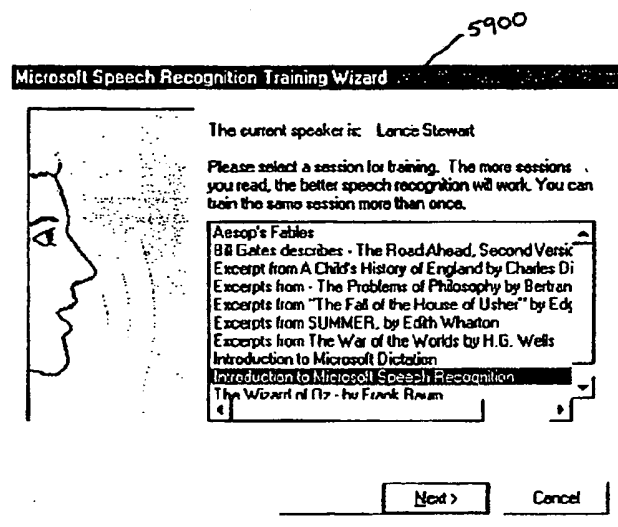 5900
Microsoft Speech Recognition Training Wizard
The current speaker is: Lance Stewart
Please select a session for training. The more sessions
you read, the better speech recognition will work. You can
train the same session more than once.
Aesop's Fables
Bill Gates describes - The Road Ahead, Second Versic
Excerpt from A Child's History of England by Charles Di
Excerpts from - The Problems of Philosophy by Bertran
Excerpts from "The Fall of the House of Usher" by Edg
Excerpts from SUMMER, by Edith Wharton
Excerpts from The War of the Worlds by H.G. Wells
Introduction to Microsoft Dictation
Introduction to Microsoft Speech Recognition
The Wizard of Oz - by Frank Baum
Next > Cancel